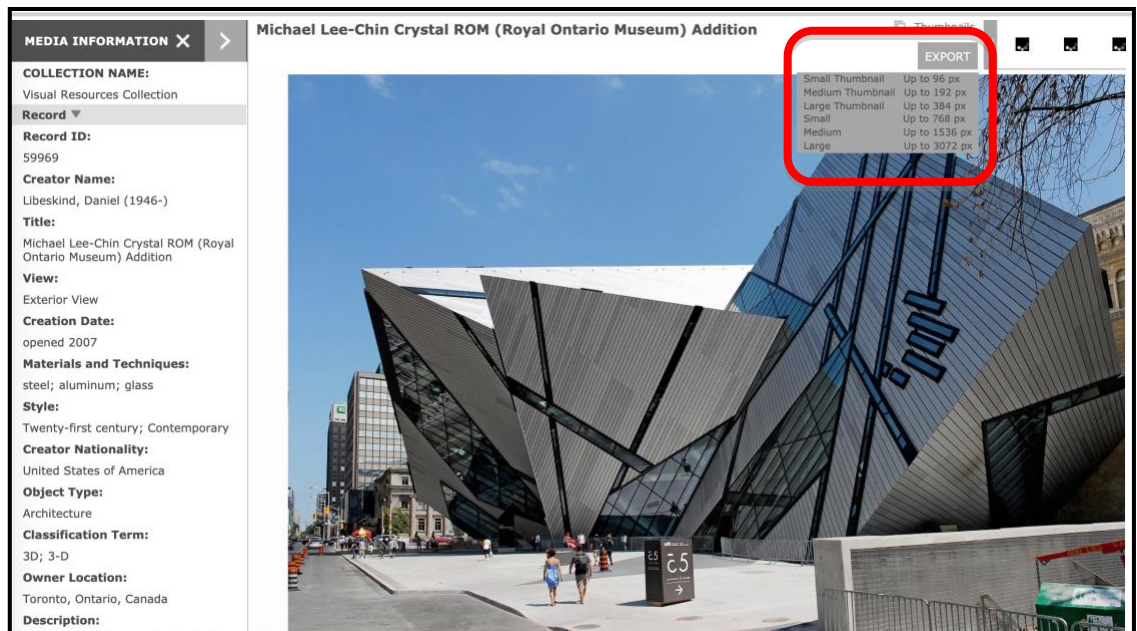 MEDIA INFORMATION X
Michael Lee-Chin Crystal ROM (Royal Ontario Museum) Addition
Thumbnails
EXPORT
Small Thumbnail Up to 96 px
Medium Thumbnail Up to 192 px
Large Thumbnail Up to 384 px
Small Up to 768 px
Medium Up to 1536 px
Large Up to 3072 px
COLLECTION NAME:
Visual Resources Collection
Record
Record ID:
59969
Creator Name:
Libeskind, Daniel (1946-)
Title:
Michael Lee-Chin Crystal ROM (Royal
Ontario Museum) Addition
View:
Exterior View
Creation Date:
opened 2007
Materials and Techniques:
steel; aluminum; glass
Style:
Twenty-first century; Contemporary
Creator Nationality:
United States of America
Object Type:
Architecture
Classification Term:
3D; 3-D
Owner Location:
Toronto, Ontario, Canada
Description: